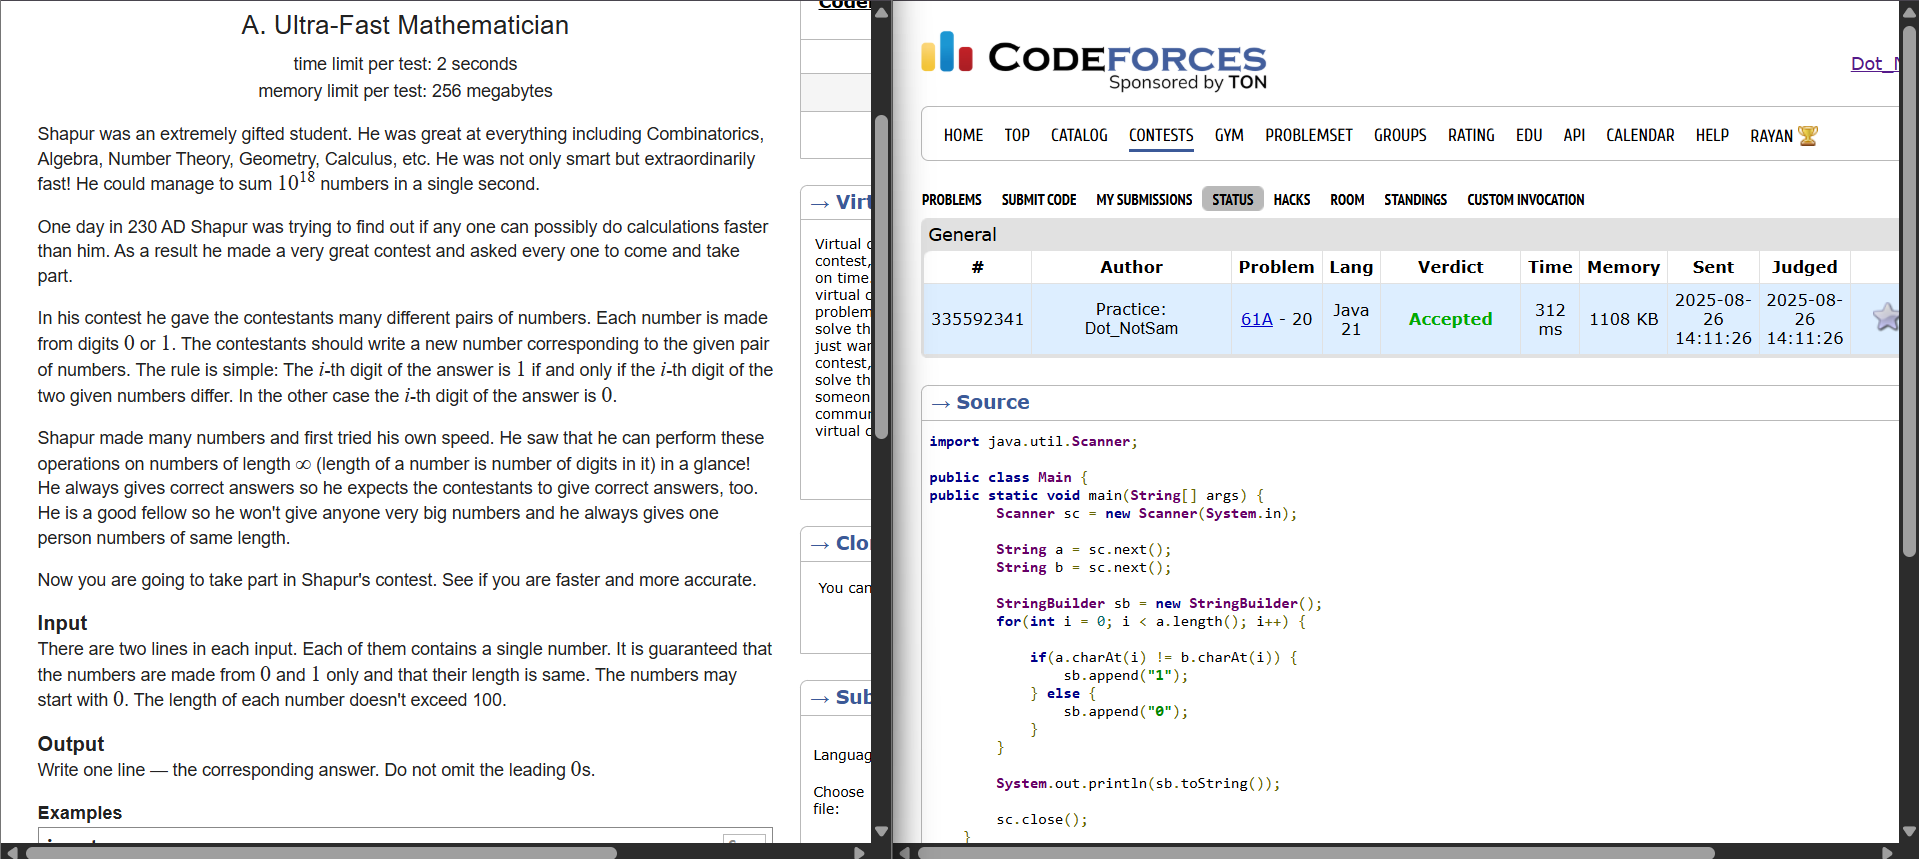 A. Ultra-Fast Mathematician
time limit per test: 2 seconds
memory limit per test: 256 megabytes
Shapur was an extremely gifted student. He was great at everything including Combinatorics,
Algebra, Number Theory, Geometry, Calculus, etc. He was not only smart but extraordinarily
fast! He could manage to sum 10^18 numbers in a single second.
One day in 230 AD Shapur was trying to find out if any one can possibly do calculations faster
than him. As a result he made a very great contest and asked every one to come and take
part.
In his contest he gave the contestants many different pairs of numbers. Each number is made
from digits 0 or 1. The contestants should write a new number corresponding to the given pair
of numbers. The rule is simple: The i-th digit of the answer is 1 if and only if the i-th digit of the
two given numbers differ. In the other case the i-th digit of the answer is 0.
Shapur made many numbers and first tried his own speed. He saw that he can perform these
operations on numbers of length ∞ (length of a number is number of digits in it) in a glance!
He always gives correct answers so he expects the contestants to give correct answers, too.
He is a good fellow so he won't give anyone very big numbers and he always gives one
person numbers of same length.
Now you are going to take part in Shapur's contest. See if you are faster and more accurate.
Input
There are two lines in each input. Each of them contains a single number. It is guaranteed that
the numbers are made from 0 and 1 only and that their length is same. The numbers may
start with 0. The length of each number doesn't exceed 100.
Output
Write one line — the corresponding answer. Do not omit the leading 0s.
Examples
→ Virt
Virtual
contest,
on time
virtual
problem
solve th
just wan
contest,
solve th
someon
commu
virtual
→ Clo
You can
→ Sub
Languag
Choose
file:
CODEFORCES
Sponsored by TON
Dot_
HOME TOP CATALOG CONTESTS GYM PROBLEMSET GROUPS RATING EDU API CALENDAR HELP RAYAN
PROBLEMS SUBMIT CODE MY SUBMISSIONS STATUS HACKS ROOM STANDINGS CUSTOM INVOCATION
General
# Author Problem Lang Verdict Time Memory Sent Judged
335592341 Practice: Dot_NotSam 61A - 20 Java 21 Accepted 312 ms 1108 KB 2025-08-26 14:11:26 2025-08-26 14:11:26
→ Source
import java.util.Scanner;
public class Main {
public static void main(String[] args) {
Scanner sc = new Scanner(System.in);
String a = sc.next();
String b = sc.next();
StringBuilder sb = new StringBuilder();
for(int i = 0; i < a.length(); i++) {
if(a.charAt(i) != b.charAt(i)) {
sb.append("1");
} else {
sb.append("0");
}
}
System.out.println(sb.toString());
sc.close();
}